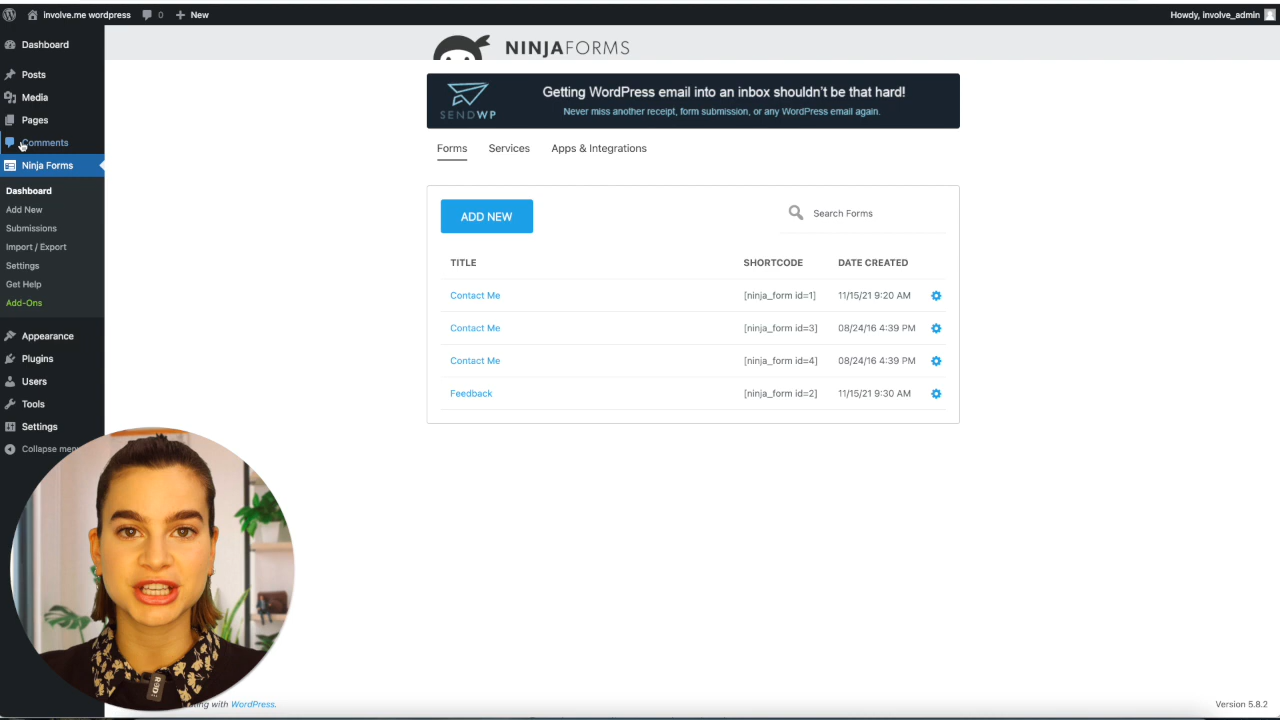 involve.me wordpress 0 New Howdy, involve_admin
Dashboard
Posts
Media
Pages
Comments
Ninja Forms
Dashboard
Add New
Submissions
Import / Export
Settings
Get Help
Add-Ons
Appearance
Plugins
Users
Tools
Settings
Collapse menu
NINJAFORMS
SENDWP
Getting WordPress email into an inbox shouldn't be that hard!
Never miss another receipt, form submission, or any WordPress email again.
Forms Services Apps & Integrations
ADD NEW Search Forms
TITLE SHORTCODE DATE CREATED
Contact Me [ninja_form id=1] 11/15/21 9:20 AM
Contact Me [ninja_form id=3] 08/24/16 4:39 PM
Contact Me [ninja_form id=4] 08/24/16 4:39 PM
Feedback [ninja_form id=2] 11/15/21 9:30 AM
RODE
with WordPress. Version 5.8.2